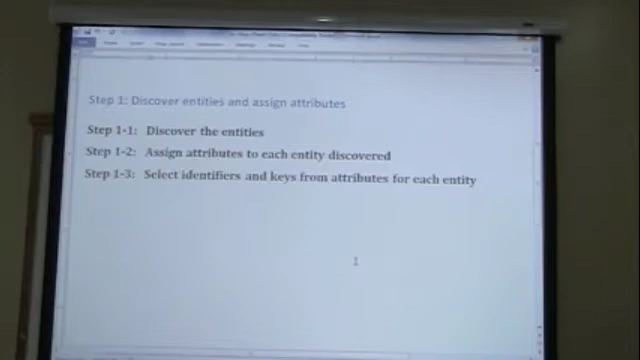 Step 1: Discover entities and assign attributes
Step 1-1: Discover the entities
Step 1-2: Assign attributes to each entity discovered
Step 1-3: Select identifiers and keys from attributes for each entity